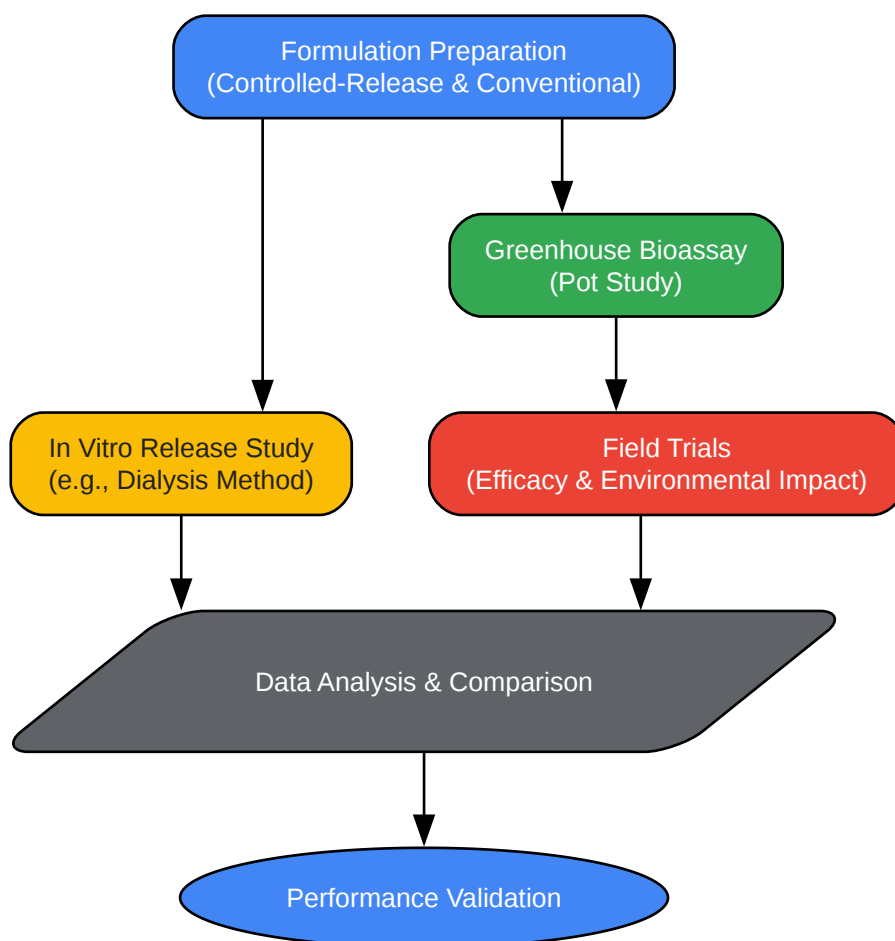 Formulation Preparation
(Controlled-Release & Conventional)
Greenhouse Bioassay
(Pot Study)
In Vitro Release Study
(e.g., Dialysis Method)
Field Trials
(Efficacy & Environmental Impact)
Data Analysis & Comparison
Performance Validation